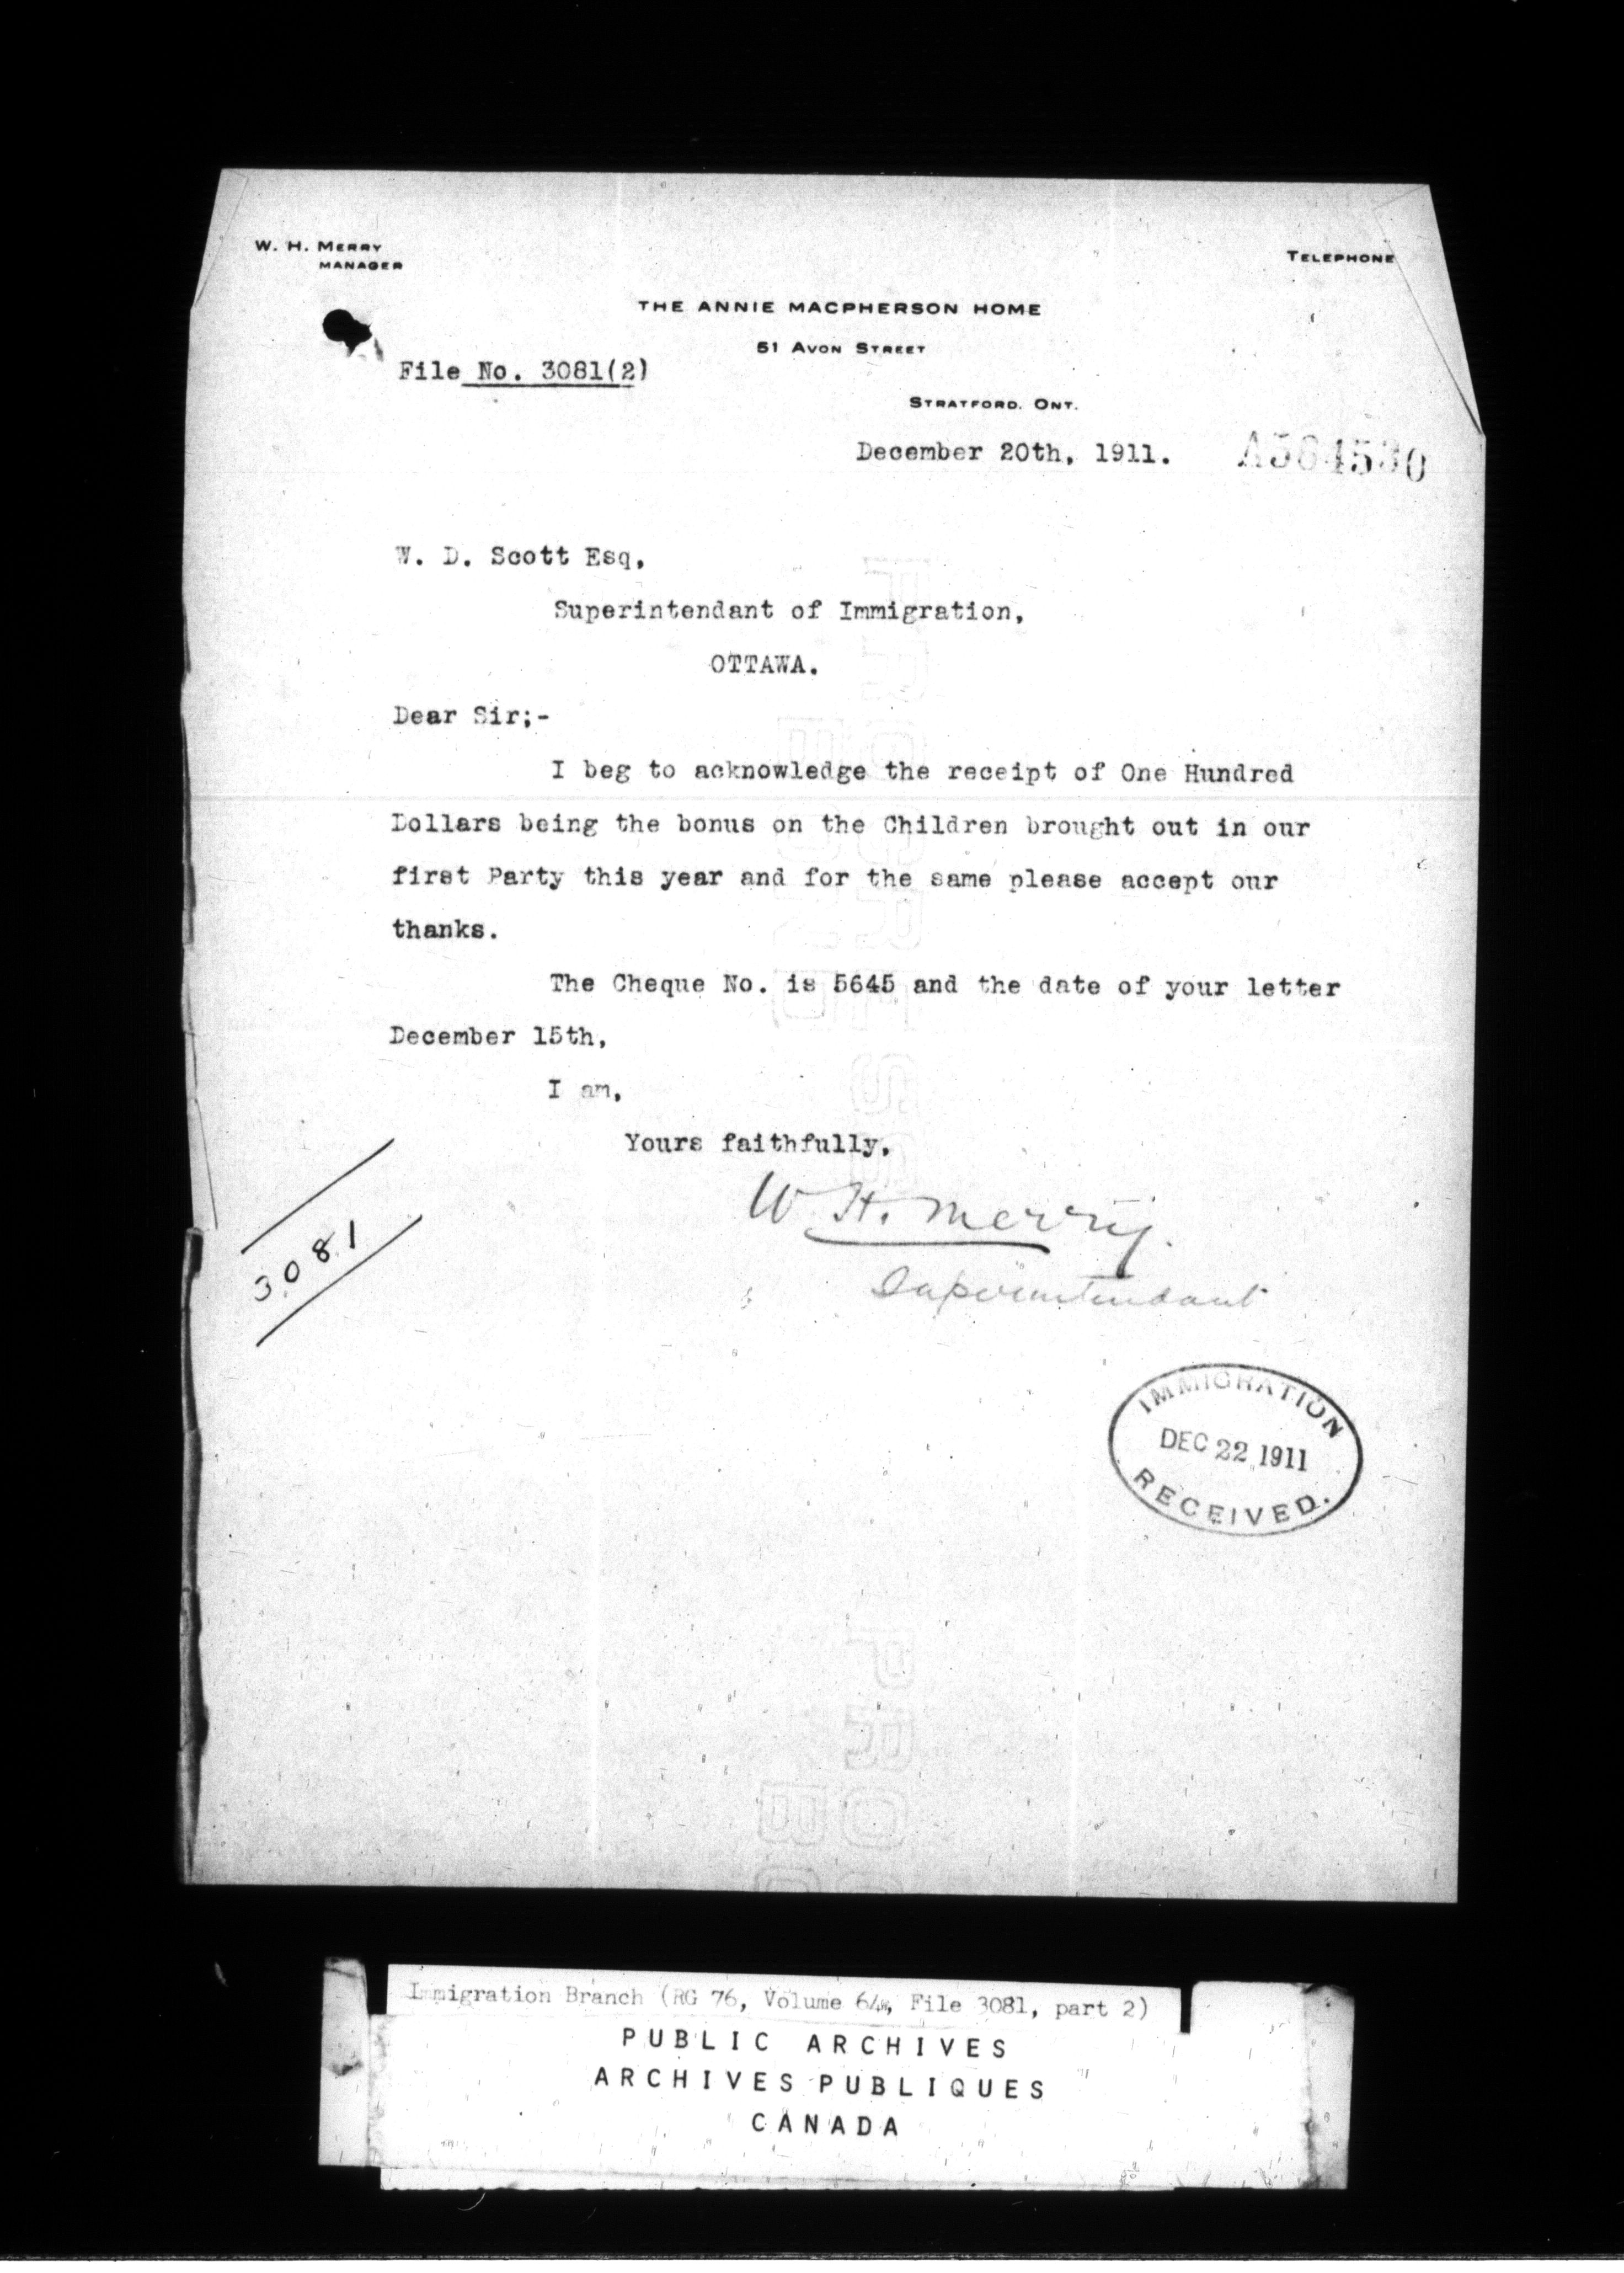 W. H. MERRY
MANAGER
TELEPHONE
THE ANNIE MACPHERSON HOME
51 AVON STREET
File No. 3081(2)
STRATFORD. ONT.
December 20th, 1911.
W. D. Scott Esq,
Superintendant of Immigration,
OTTAWA.
Dear Sir;-
I beg to acknowledge the receipt of One Hundred
Dollars being the bonus on the Children brought out in our
first Party this year and for the same please accept our
thanks.
The Cheque No. is 5645 and the date of your letter
December 15th,
I am,
Yours faithfully,
W. H. Merry.
Superintendant
3081
IMMIGRATION
DEC 22 1911
RECEIVED.
Immigration Branch (RG 76, Volume 64, File 3081, part 2)
PUBLIC ARCHIVES
ARCHIVES PUBLIQUES
CANADA